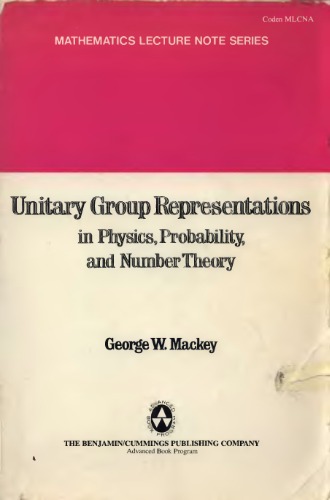 Coden MLCNA
MATHEMATICS LECTURE NOTE SERIES
Unitary Group Representations
in Physics, Probability,
and Number Theory
George W. Mackey
THE BENJAMIN/CUMMINGS PUBLISHING COMPANY
Advanced Book Program